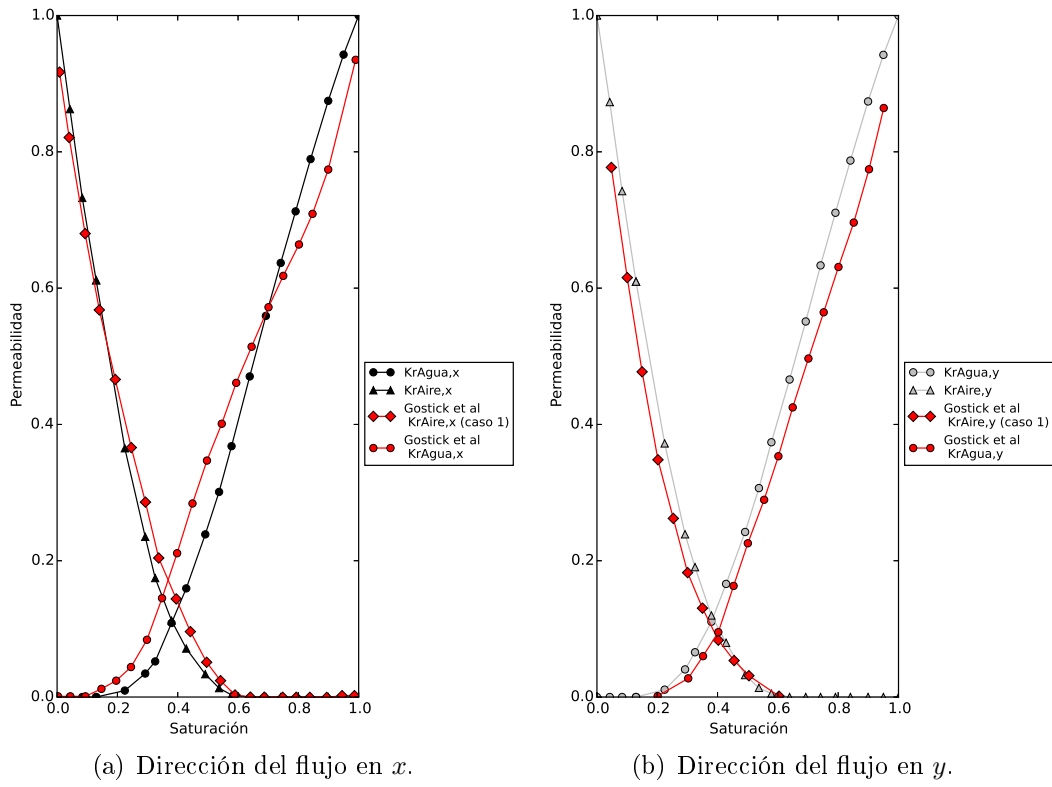 1.0
0.8
0.6
0.4
0.2
0.0
Permeabilidad
0.0 0.2 0.4 0.6 0.8 1.0
Saturación
KrAgua,x
KrAire,x
Gostick et al
KrAire,x (caso 1)
Gostick et al
KrAgua,x
(a) Dirección del flujo en x.
1.0
0.8
0.6
0.4
0.2
0.0
Permeabilidad
0.0 0.2 0.4 0.6 0.8 1.0
Saturación
KrAgua,y
KrAire,y
Gostick et al
KrAire,y (caso 1)
Gostick et al
KrAgua,y
(b) Dirección del flujo en y.